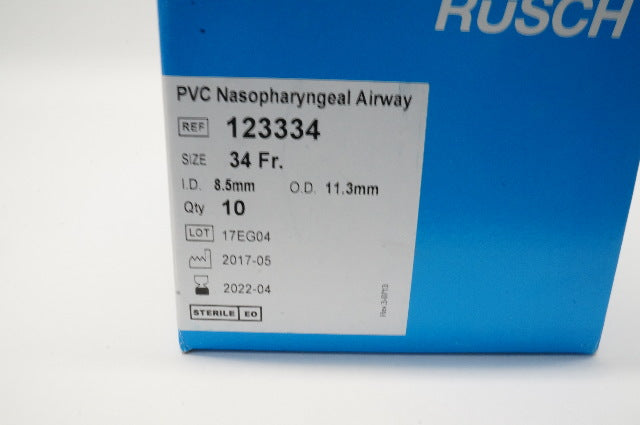 RUSCH
PVC Nasopharyngeal Airway
REF 123334
SIZE 34 Fr.
I.D. 8.5mm O.D. 11.3mm
Qty 10
LOT 17EG04
2017-05
2022-04
STERILE EO